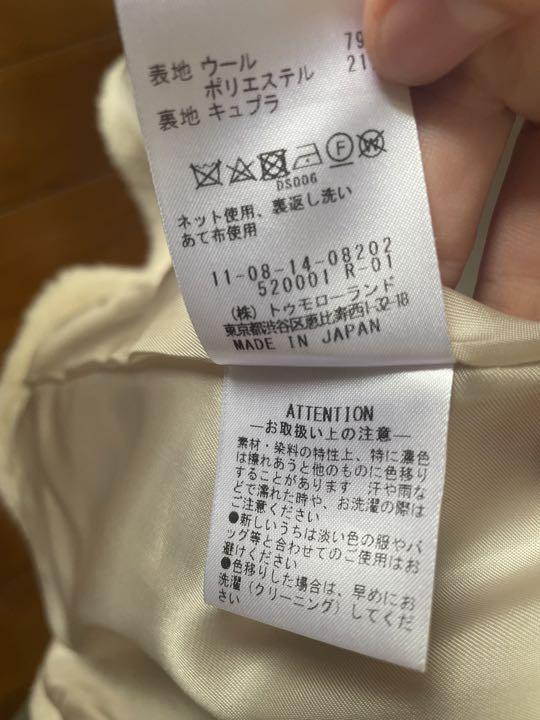 表地 ウール 79
ポリエステル 21
裏地 キュプラ
F W
DS006
ネット使用、裏返し洗い
あて布使用
11-08-14-08202
520001 R-01
(株) トゥモローランド
東京都渋谷区恵比寿西1-32-18
MADE IN JAPAN
ATTENTION
―お取扱い上の注意―
素材・染料の特性上、特に濃色
は擦れあうと他のものに色移り
することがあります 汗や雨な
どで濡れた時や、お洗濯の際は
ご注意ください
●新しいうちは淡い色の服やバ
ッグ等と合わせてのご使用はお
避けください
●色移りした場合は、早めにお
洗濯(クリーニング)してくだ
さい